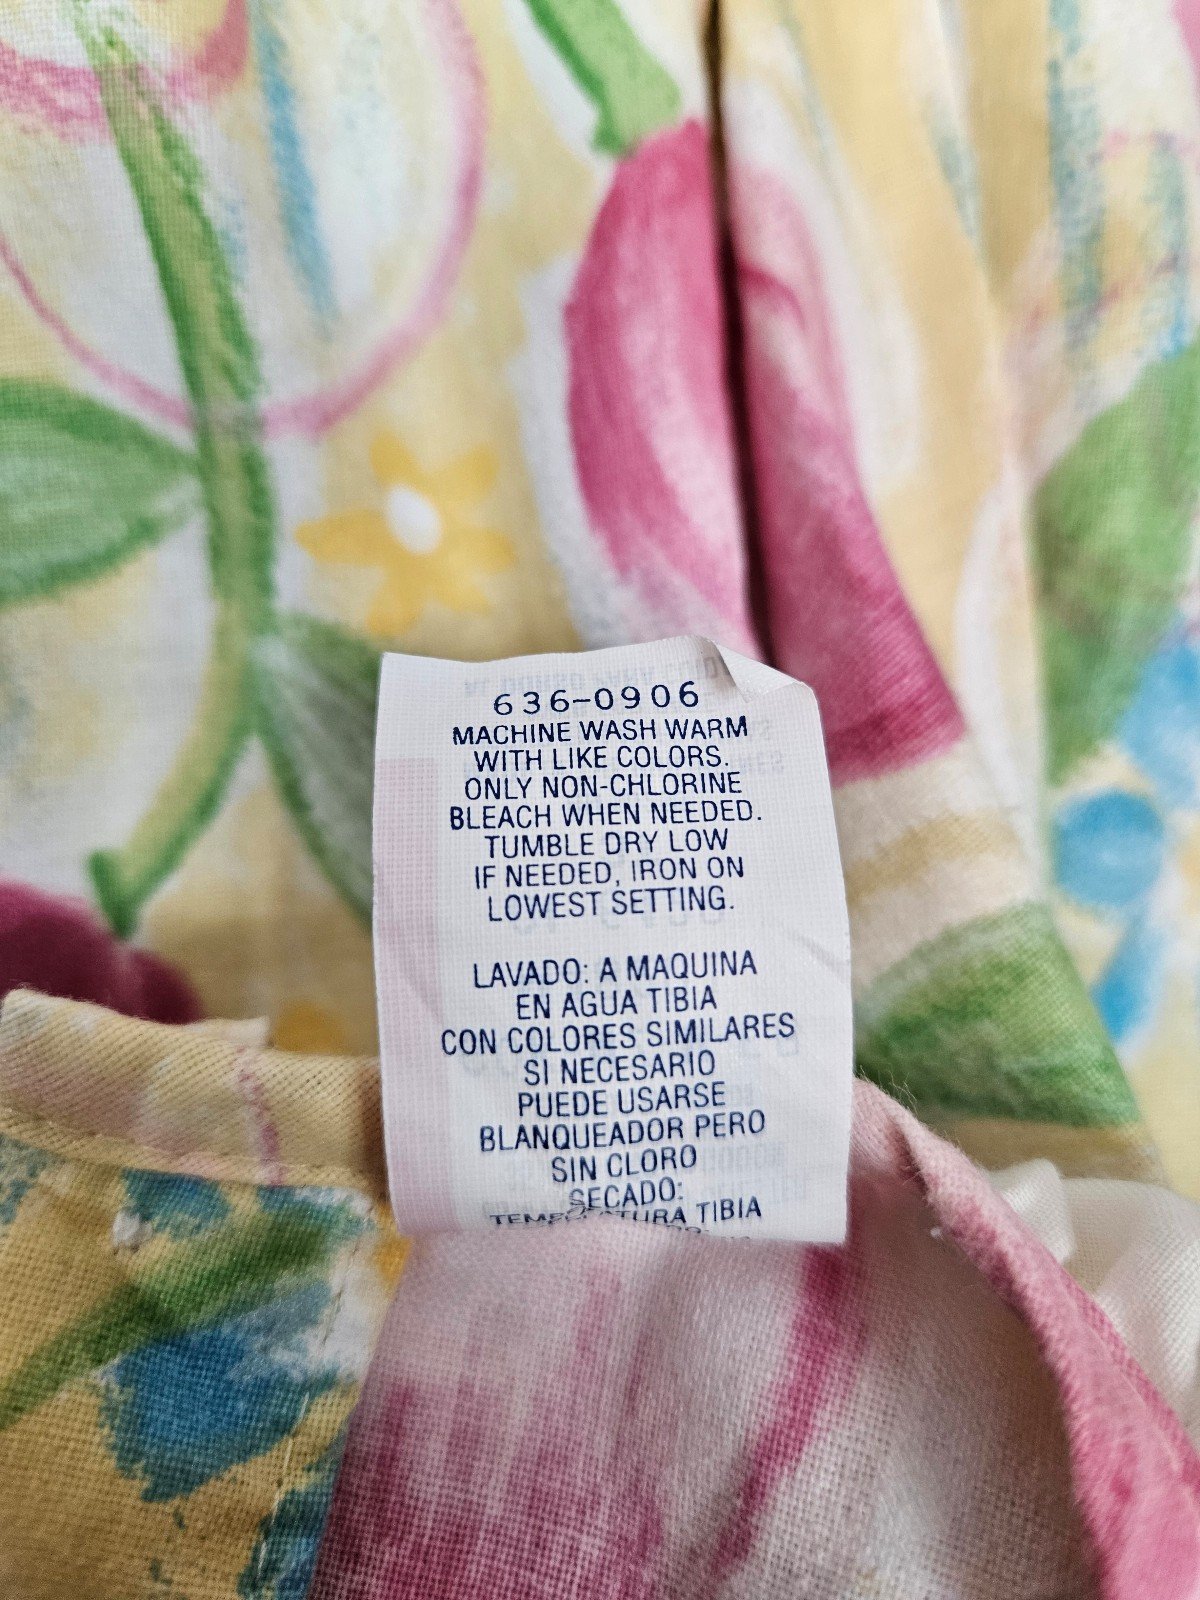 636-0906
MACHINE WASH WARM
WITH LIKE COLORS.
ONLY NON-CHLORINE
BLEACH WHEN NEEDED.
TUMBLE DRY LOW
IF NEEDED, IRON ON
LOWEST SETTING.
LAVADO: A MAQUINA
EN AGUA TIBIA
CON COLORES SIMILARES
SI NECESARIO
PUEDE USARSE
BLANQUEADOR PERO
SIN CLORO
SECADO:
TEMPERATURA TIBIA